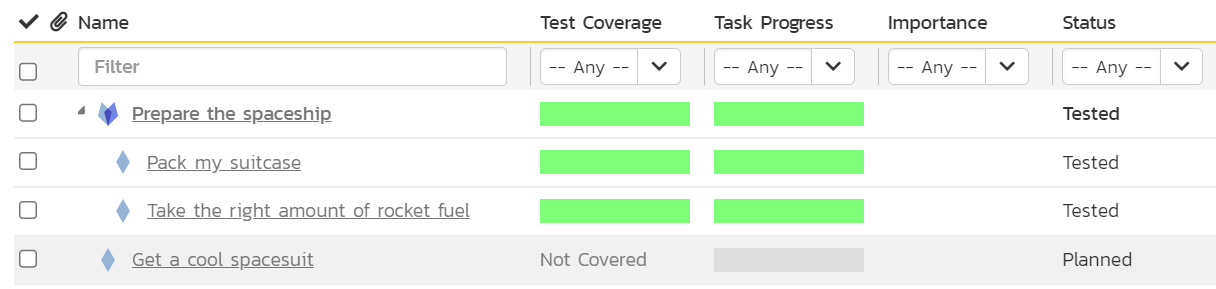 Name Test Coverage Task Progress Importance Status
Filter -- Any -- -- Any -- -- Any -- -- Any --
Prepare the spaceship Tested
Pack my suitcase Tested
Take the right amount of rocket fuel Tested
Get a cool spacesuit Not Covered Planned